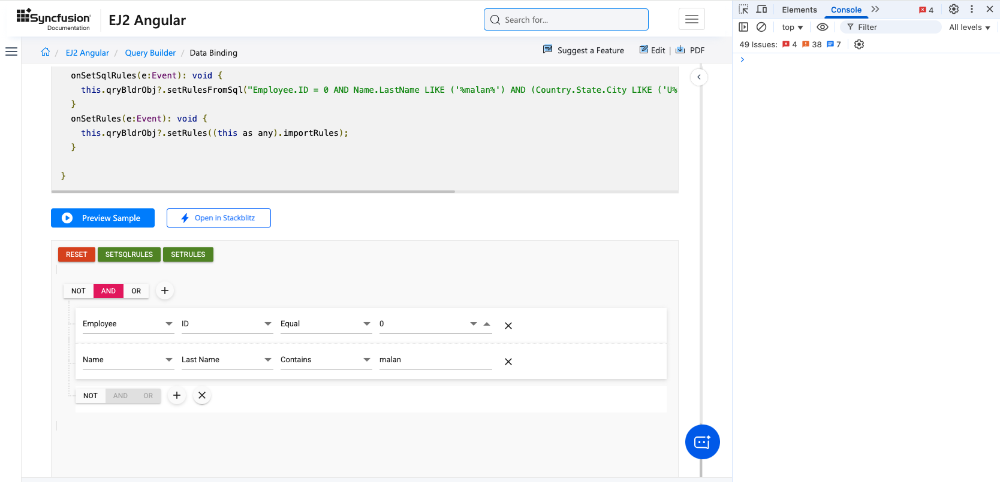 Syncfusion
Documentation
EJ2 Angular
Search for...
/ EJ2 Angular / Query Builder / Data Binding
Suggest a Feature
Edit | PDF
onSetSqlRules(e:Event): void {
this.qryBldrObj?.setRulesFromSql("Employee.ID = 0 AND Name.LastName LIKE ('%malan%') AND (Country.State.City LIKE ('U%
}
onSetRules(e:Event): void {
this.qryBldrObj?.setRules((this as any).importRules);
}
}
Preview Sample
Open in Stackblitz
RESET SETSQLRULES SETRULES
NOT AND OR
Employee ID Equal 0
Name Last Name Contains malan
NOT AND OR
Elements Console 4
top Filter All levels
49 Issues: 4 38 7